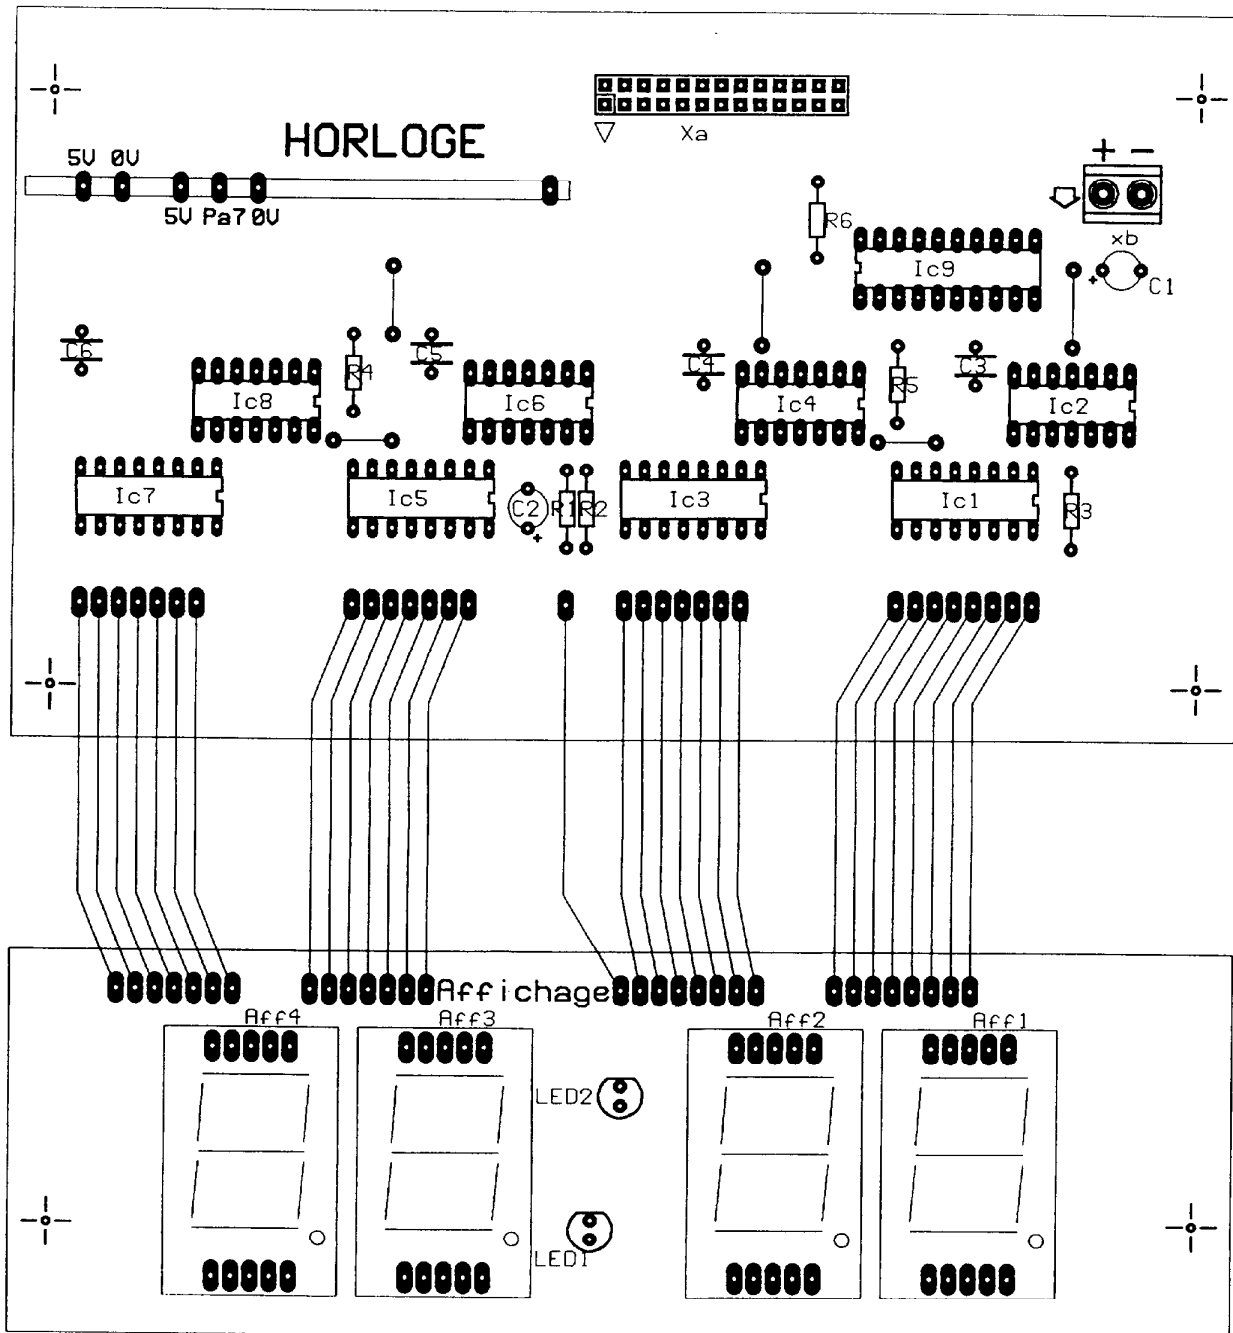 Xa
HORLOGE
5V 0V
5V Pa7 0V
+ -
xb
R6
Ic9
+ C1
C6
R4
C5
C4
R5
C3
Ic8
Ic6
Ic4
Ic2
Ic7
Ic5
C2
+
R1 R2
Ic3
Ic1
R3
Affichage
Aff4
Aff3
Aff2
Aff1
LED2
LED1